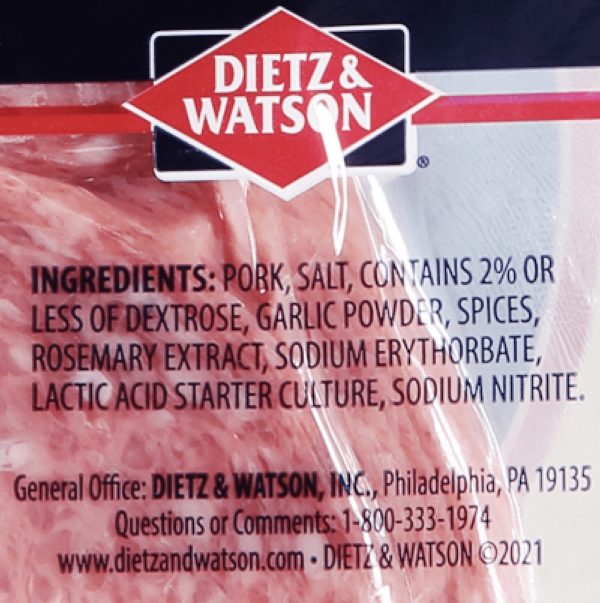 DIETZ &
WATSON
®
INGREDIENTS: PORK, SALT, CONTAINS 2% OR
LESS OF DEXTROSE, GARLIC POWDER, SPICES,
ROSEMARY EXTRACT, SODIUM ERYTHORBATE,
LACTIC ACID STARTER CULTURE, SODIUM NITRITE.
General Office: DIETZ & WATSON, INC., Philadelphia, PA 19135
Questions or Comments: 1-800-333-1974
www.dietzandwatson.com • DIETZ & WATSON ©2021